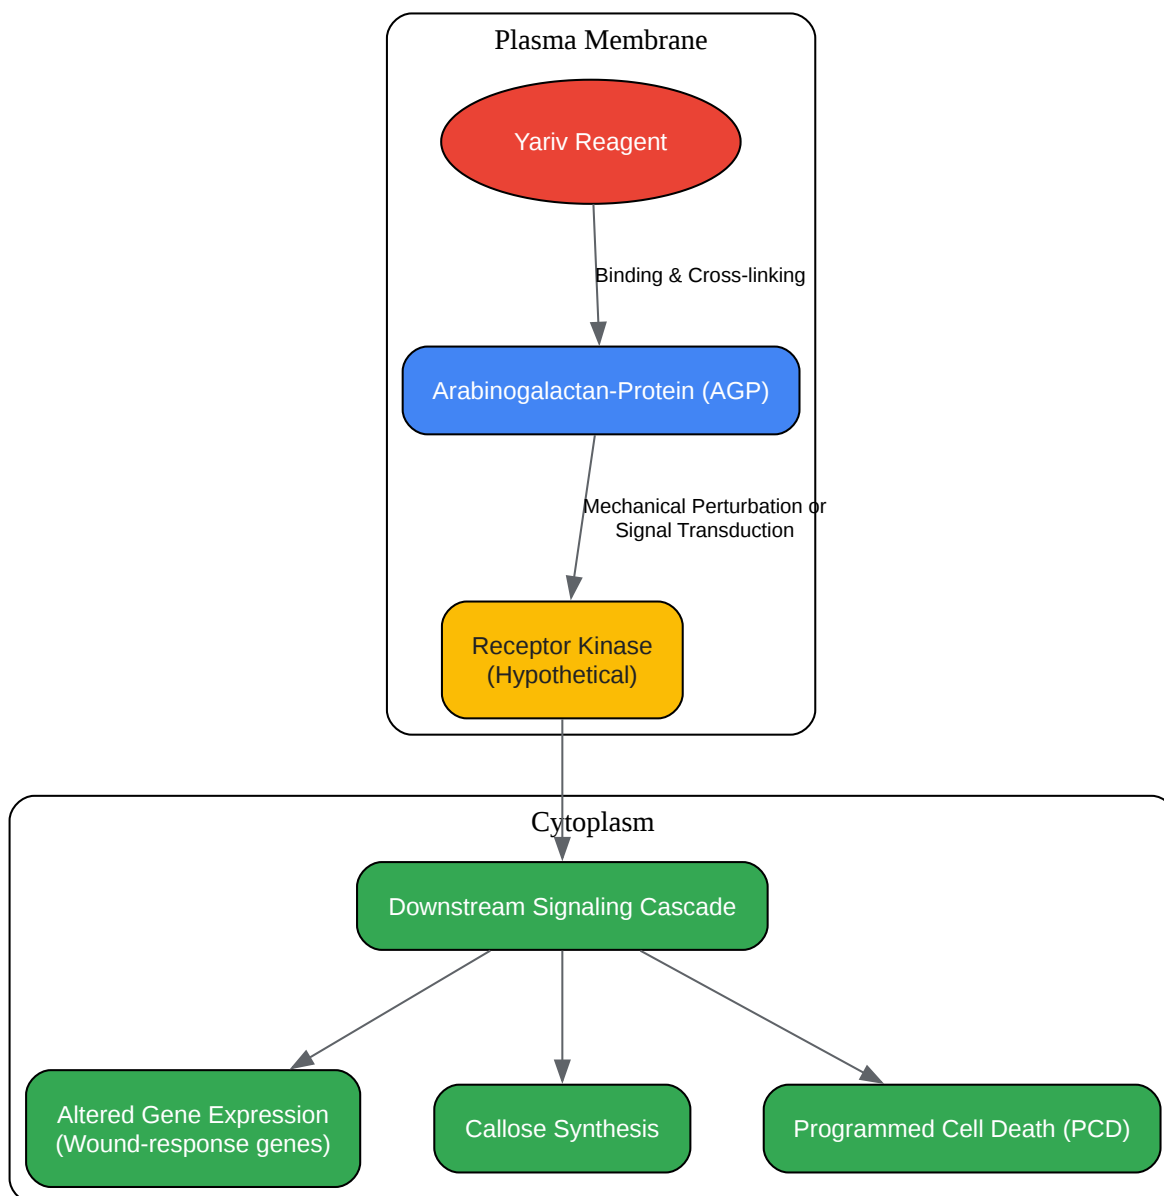 Plasma Membrane
Yariv Reagent
Binding & Cross-linking
Arabinogalactan-Protein (AGP)
Mechanical Perturbation or
Signal Transduction
Receptor Kinase
(Hypothetical)
Cytoplasm
Downstream Signaling Cascade
Altered Gene Expression
(Wound-response genes)
Callose Synthesis
Programmed Cell Death (PCD)